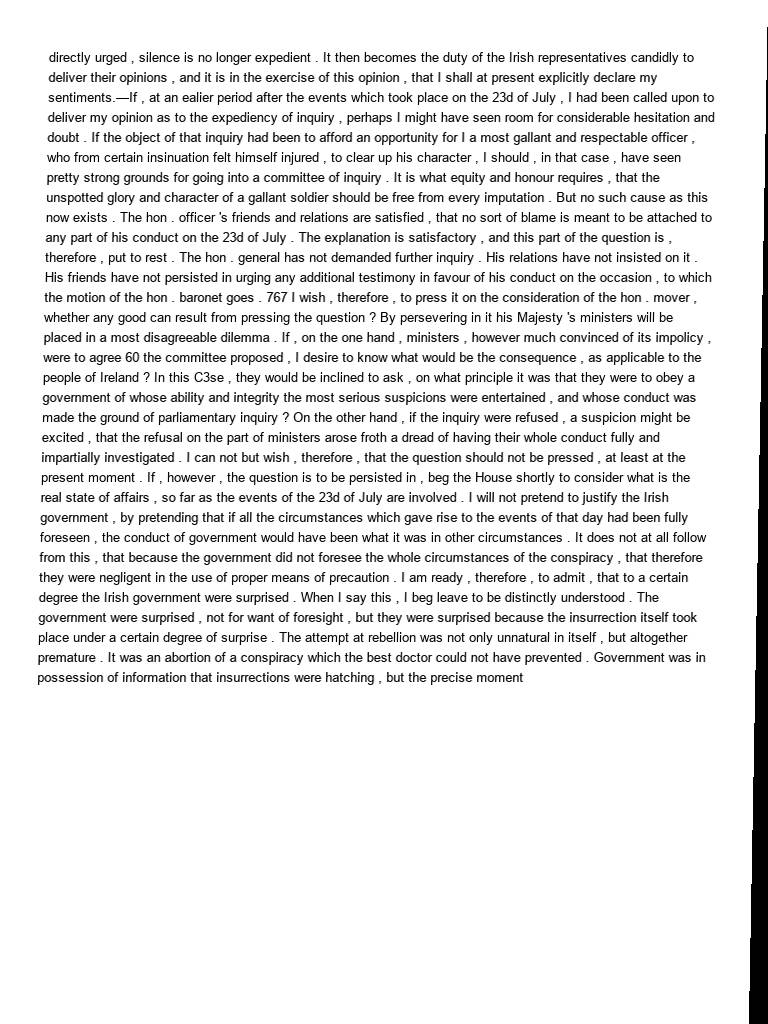 directly urged , silence is no longer expedient . It then becomes the duty of the Irish representatives candidly to
deliver their opinions , and it is in the exercise of this opinion , that I shall at present explicitly declare my
sentiments.—If , at an ealier period after the events which took place on the 23d of July , I had been called upon to
deliver my opinion as to the expediency of inquiry , perhaps I might have seen room for considerable hesitation and
doubt . If the object of that inquiry had been to afford an opportunity for I a most gallant and respectable officer ,
who from certain insinuation felt himself injured , to clear up his character , I should , in that case , have seen
pretty strong grounds for going into a committee of inquiry . It is what equity and honour requires , that the
unspotted glory and character of a gallant soldier should be free from every imputation . But no such cause as this
now exists . The hon . officer 's friends and relations are satisfied , that no sort of blame is meant to be attached to
any part of his conduct on the 23d of July . The explanation is satisfactory , and this part of the question is ,
therefore , put to rest . The hon . general has not demanded further inquiry . His relations have not insisted on it .
His friends have not persisted in urging any additional testimony in favour of his conduct on the occasion , to which
the motion of the hon . baronet goes . 767 I wish , therefore , to press it on the consideration of the hon . mover ,
whether any good can result from pressing the question ? By persevering in it his Majesty 's ministers will be
placed in a most disagreeable dilemma . If , on the one hand , ministers , however much convinced of its impolicy ,
were to agree 60 the committee proposed , I desire to know what would be the consequence , as applicable to the
people of Ireland ? In this C3se , they would be inclined to ask , on what principle it was that they were to obey a
government of whose ability and integrity the most serious suspicions were entertained , and whose conduct was
made the ground of parliamentary inquiry ? On the other hand , if the inquiry were refused , a suspicion might be
excited , that the refusal on the part of ministers arose froth a dread of having their whole conduct fully and
impartially investigated . I can not but wish , therefore , that the question should not be pressed , at least at the
present moment . If , however , the question is to be persisted in , beg the House shortly to consider what is the
real state of affairs , so far as the events of the 23d of July are involved . I will not pretend to justify the Irish
government , by pretending that if all the circumstances which gave rise to the events of that day had been fully
foreseen , the conduct of government would have been what it was in other circumstances . It does not at all follow
from this , that because the government did not foresee the whole circumstances of the conspiracy , that therefore
they were negligent in the use of proper means of precaution . I am ready , therefore , to admit , that to a certain
degree the Irish government were surprised . When I say this , I beg leave to be distinctly understood . The
government were surprised , not for want of foresight , but they were surprised because the insurrection itself took
place under a certain degree of surprise . The attempt at rebellion was not only unnatural in itself , but altogether
premature . It was an abortion of a conspiracy which the best doctor could not have prevented . Government was in
possession of information that insurrections were hatching , but the precise moment